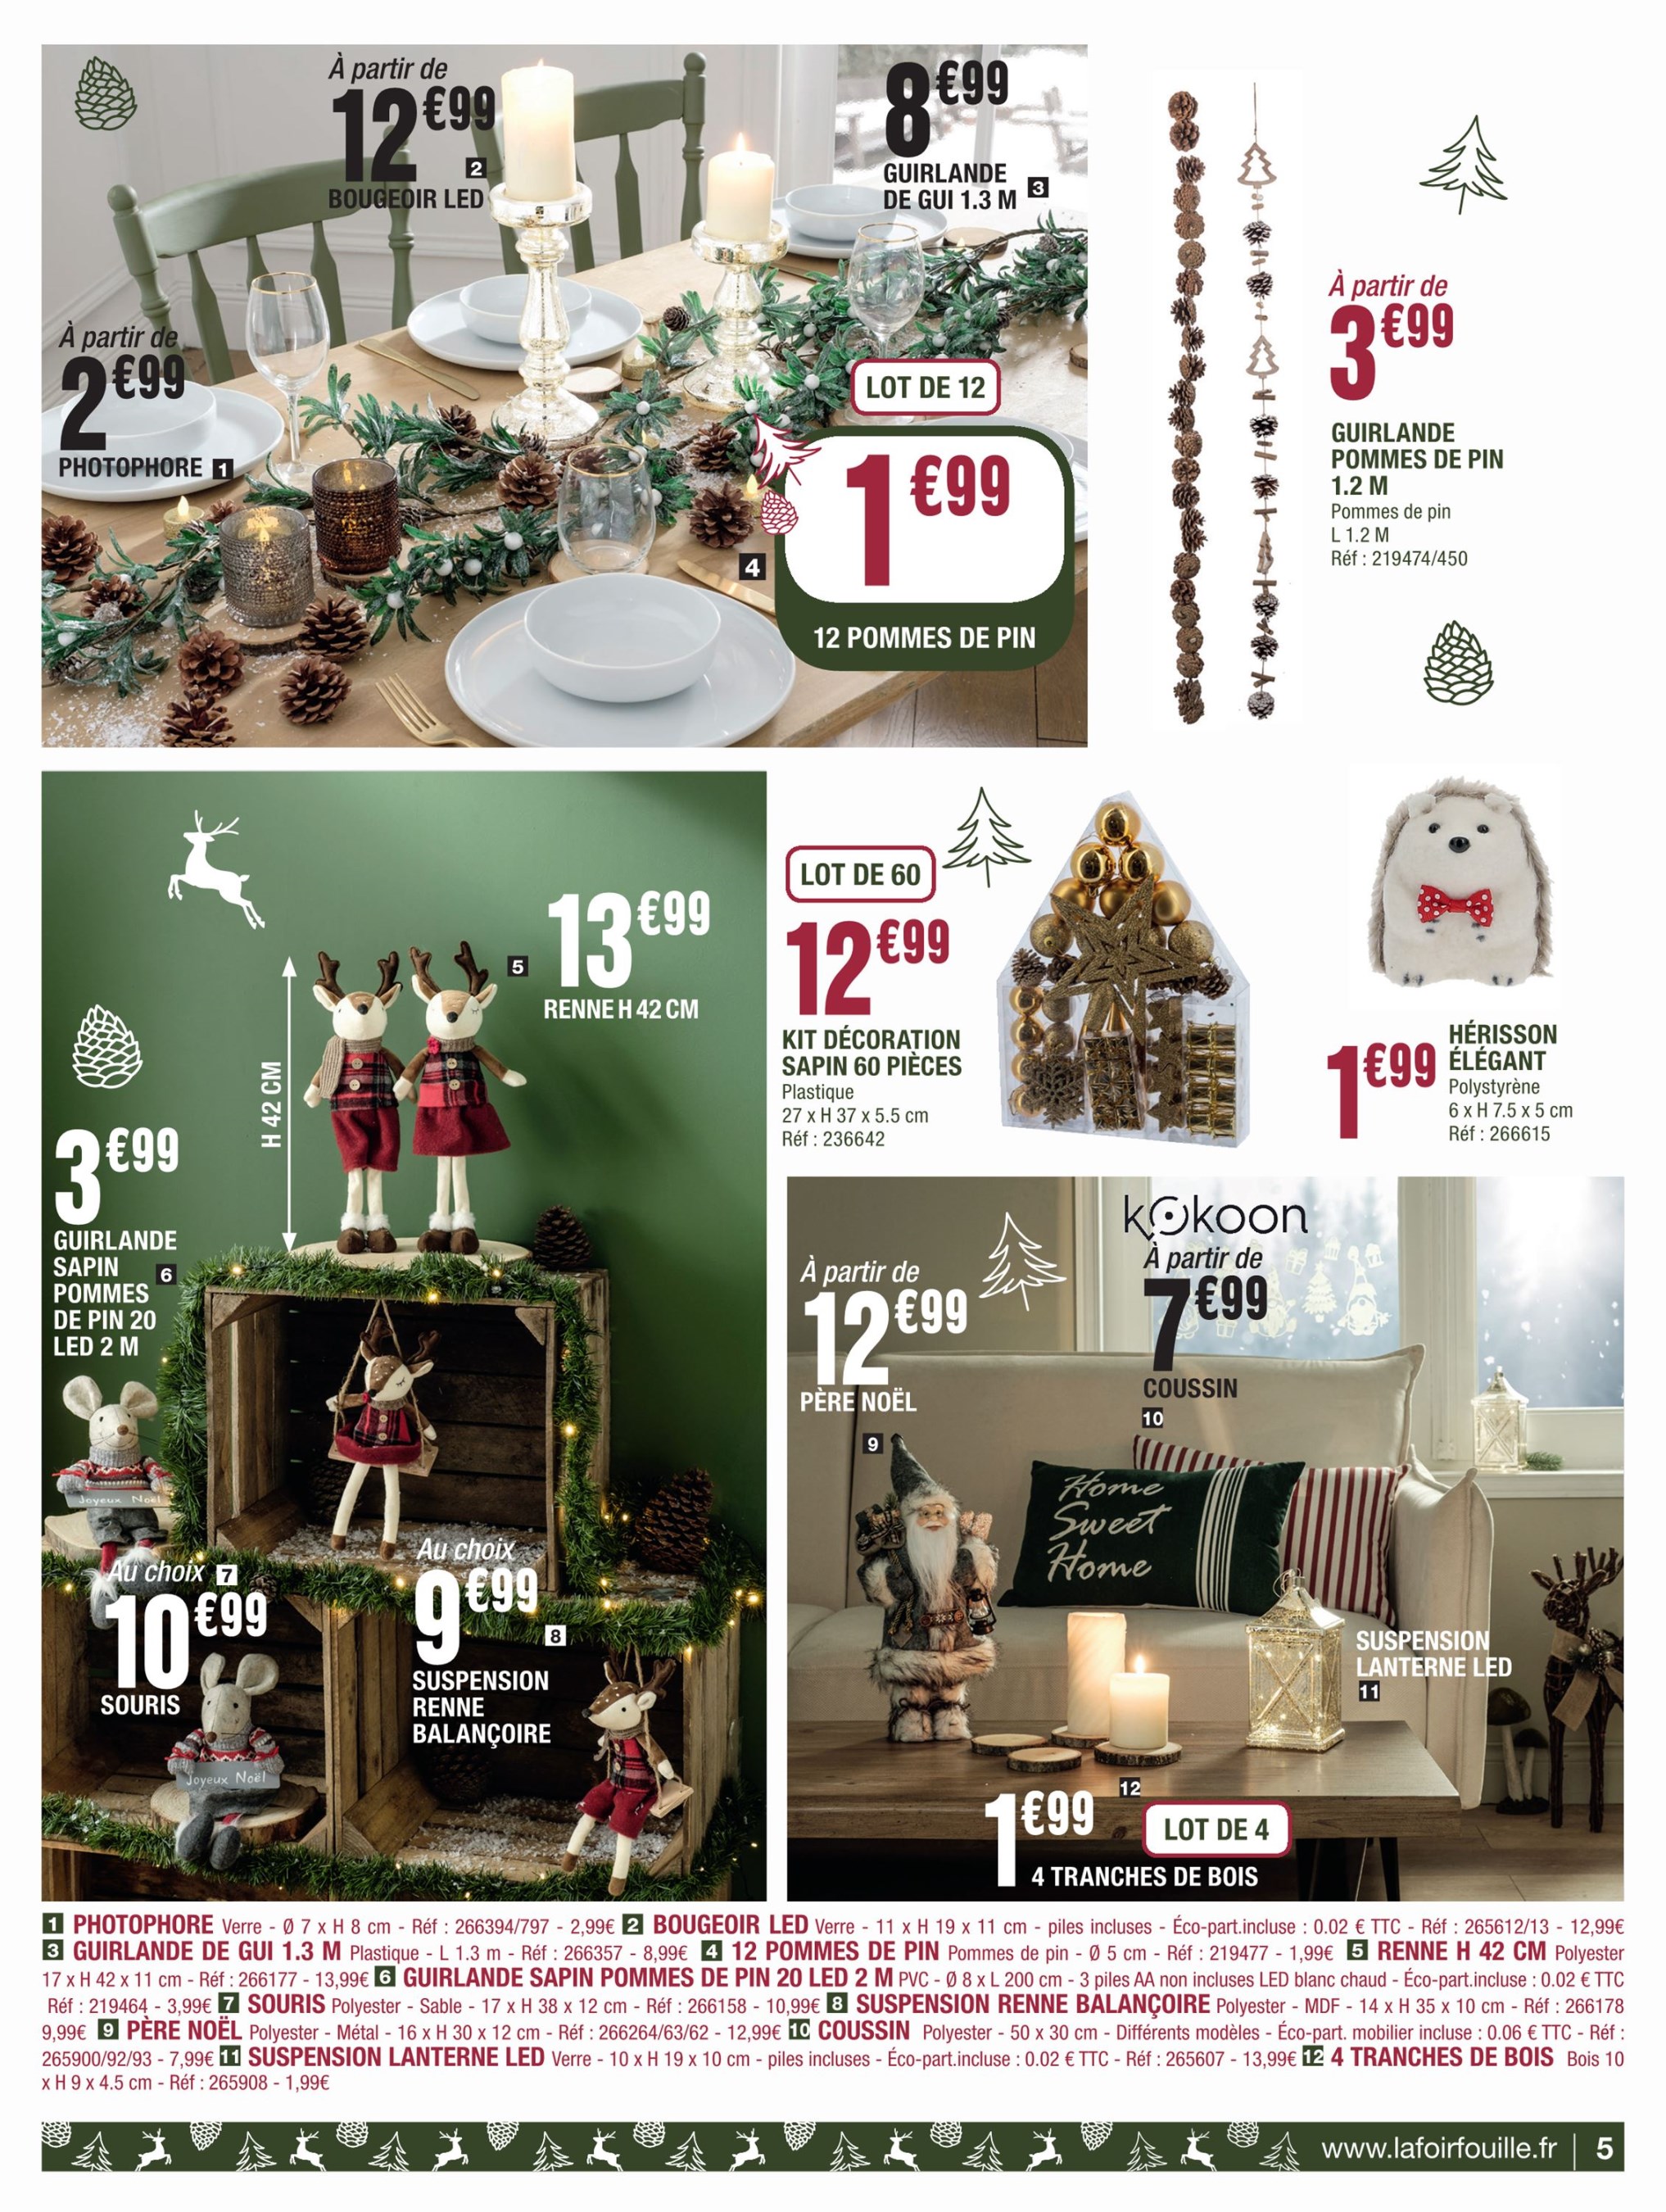 À partir de
12€99
2
BOUGEOIR LED
8€99
GUIRLANDE
DE GUI 1.3 M 3
À partir de
2€99
PHOTOPHORE 1
LOT DE 12
1€99
4
12 POMMES DE PIN
À partir de
3€99
GUIRLANDE
POMMES DE PIN
1.2 M
Pommes de pin
L 1.2 M
Réf : 219474/450
5
13€99
RENNE H 42 CM
H 42 CM
3€99
GUIRLANDE
SAPIN
POMMES
DE PIN 20
LED 2 M
6
Joyeux Noël
Au choix 7
10€99
SOURIS
Joyeux Noël
Au choix
9€99
8
SUSPENSION
RENNE
BALANÇOIRE
LOT DE 60
12€99
KIT DÉCORATION
SAPIN 60 PIÈCES
Plastique
27 x H 37 x 5.5 cm
Réf : 236642
1€99
HÉRISSON
ÉLÉGANT
Polystyrène
6 x H 7.5 x 5 cm
Réf : 266615
kokoon
À partir de
12€99
PÈRE NOËL
9
À partir de
7€99
COUSSIN
10
Home
Sweet
Home
SUSPENSION
LANTERNE LED
11
12
1€99
LOT DE 4
4 TRANCHES DE BOIS
1 PHOTOPHORE Verre - Ø 7 x H 8 cm - Réf : 266394/797 - 2,99€ 2 BOUGEOIR LED Verre - 11 x H 19 x 11 cm - piles incluses - Éco-part.incluse : 0.02 € TTC - Réf : 265612/13 - 12,99€
3 GUIRLANDE DE GUI 1.3 M Plastique - L 1.3 m - Réf : 266357 - 8,99€ 4 12 POMMES DE PIN Pommes de pin - Ø 5 cm - Réf : 219477 - 1,99€ 5 RENNE H 42 CM Polyester
17 x H 42 x 11 cm - Réf : 266177 - 13,99€ 6 GUIRLANDE SAPIN POMMES DE PIN 20 LED 2 M PVC - Ø 8 x L 200 cm - 3 piles AA non incluses LED blanc chaud - Éco-part.incluse : 0.02 € TTC
Réf : 219464 - 3,99€ 7 SOURIS Polyester - Sable - 17 x H 38 x 12 cm - Réf : 266158 - 10,99€ 8 SUSPENSION RENNE BALANÇOIRE Polyester - MDF - 14 x H 35 x 10 cm - Réf : 266178
9,99€ 9 PÈRE NOËL Polyester - Métal - 16 x H 30 x 12 cm - Réf : 266264/63/62 - 12,99€ 10 COUSSIN Polyester - 50 x 30 cm - Différents modèles - Éco-part. mobilier incluse : 0.06 € TTC - Réf :
265900/92/93 - 7,99€ 11 SUSPENSION LANTERNE LED Verre - 10 x H 19 x 10 cm - piles incluses - Éco-part.incluse : 0.02 € TTC - Réf : 265607 - 13,99€ 12 4 TRANCHES DE BOIS Bois 10
x H 9 x 4.5 cm - Réf : 265908 - 1,99€
www.lafoirfouille.fr | 5